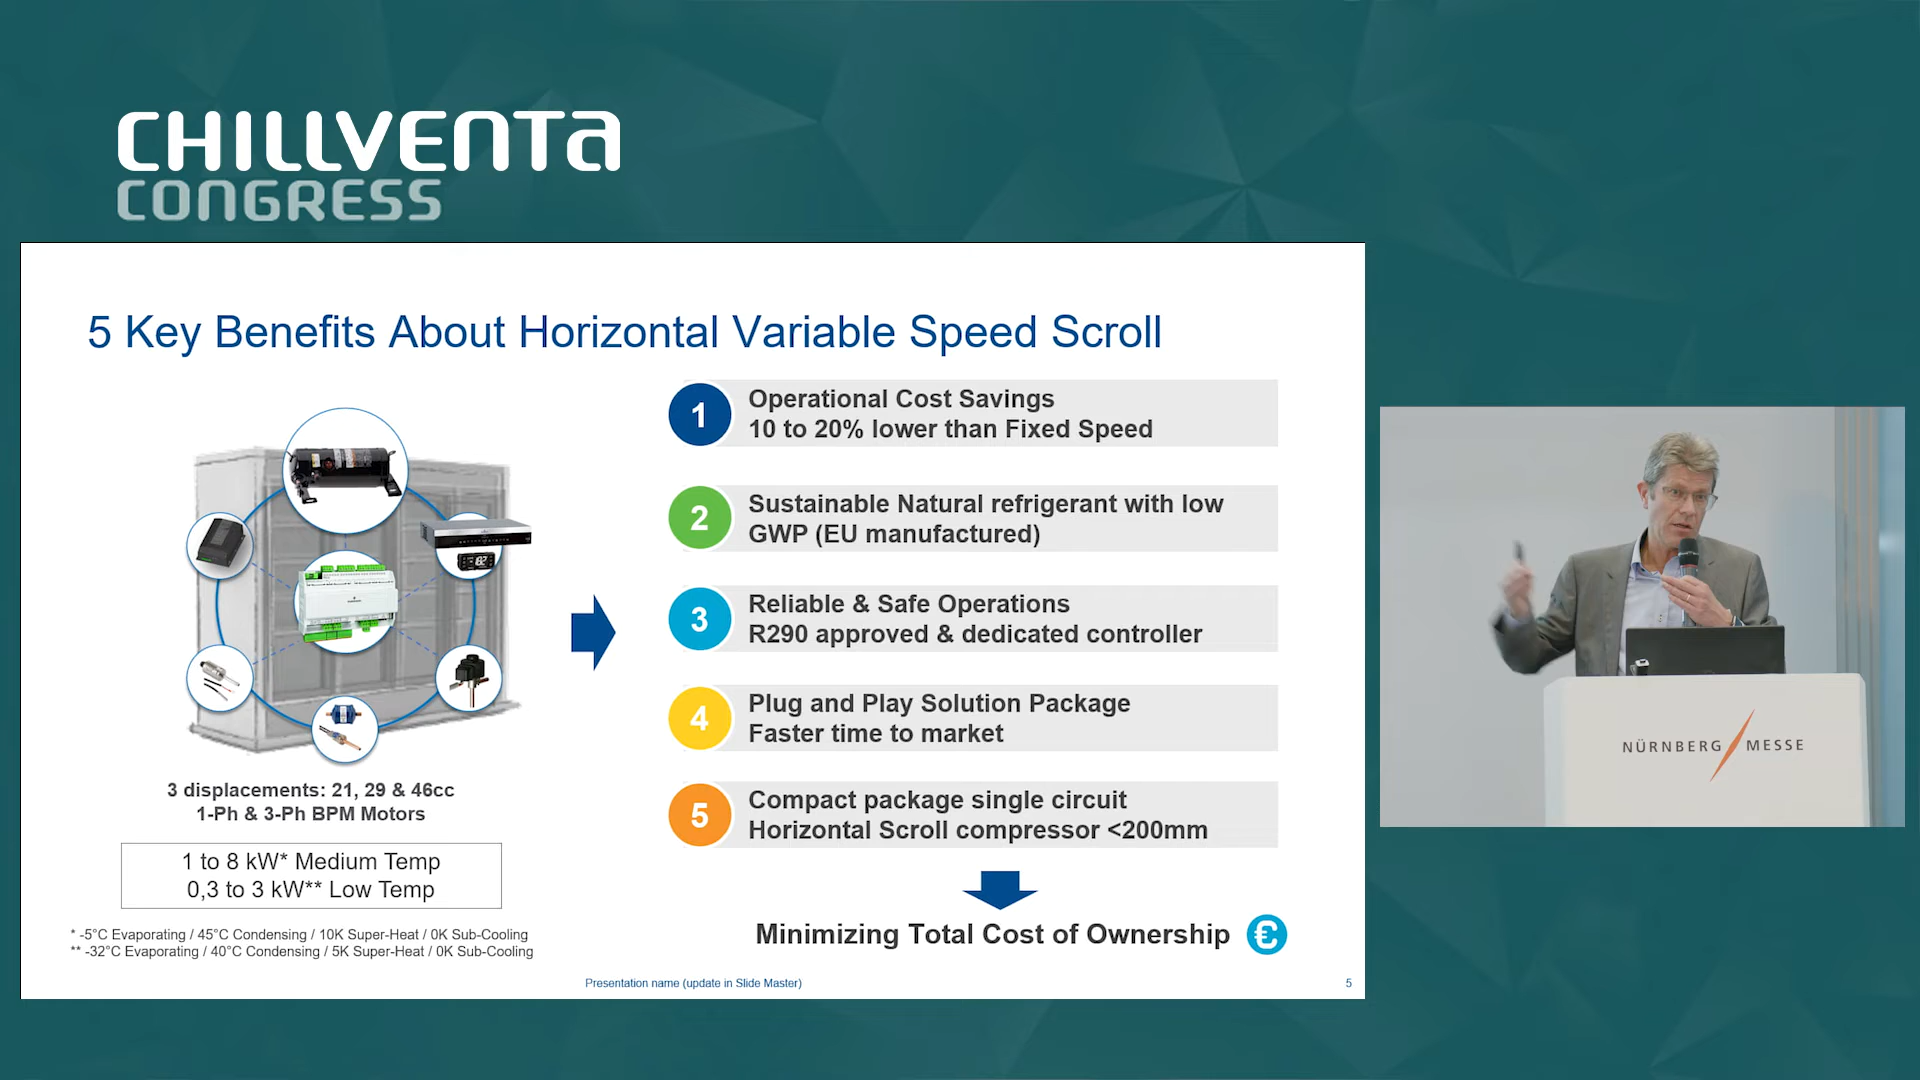 CHILLVENTA
CONGRESS
5 Key Benefits About Horizontal Variable Speed Scroll
1
Operational Cost Savings
10 to 20% lower than Fixed Speed
2
Sustainable Natural refrigerant with low
GWP (EU manufactured)
3
Reliable & Safe Operations
R290 approved & dedicated controller
4
Plug and Play Solution Package
Faster time to market
5
Compact package single circuit
Horizontal Scroll compressor <200mm
Minimizing Total Cost of Ownership €
3 displacements: 21, 29 & 46cc
1-Ph & 3-Ph BPM Motors
1 to 8 kW* Medium Temp
0,3 to 3 kW** Low Temp
* -5°C Evaporating / 45°C Condensing / 10K Super-Heat / 0K Sub-Cooling
** -32°C Evaporating / 40°C Condensing / 5K Super-Heat / 0K Sub-Cooling
Presentation name (update in Slide Master)
5
NÜRNBERG MESSE